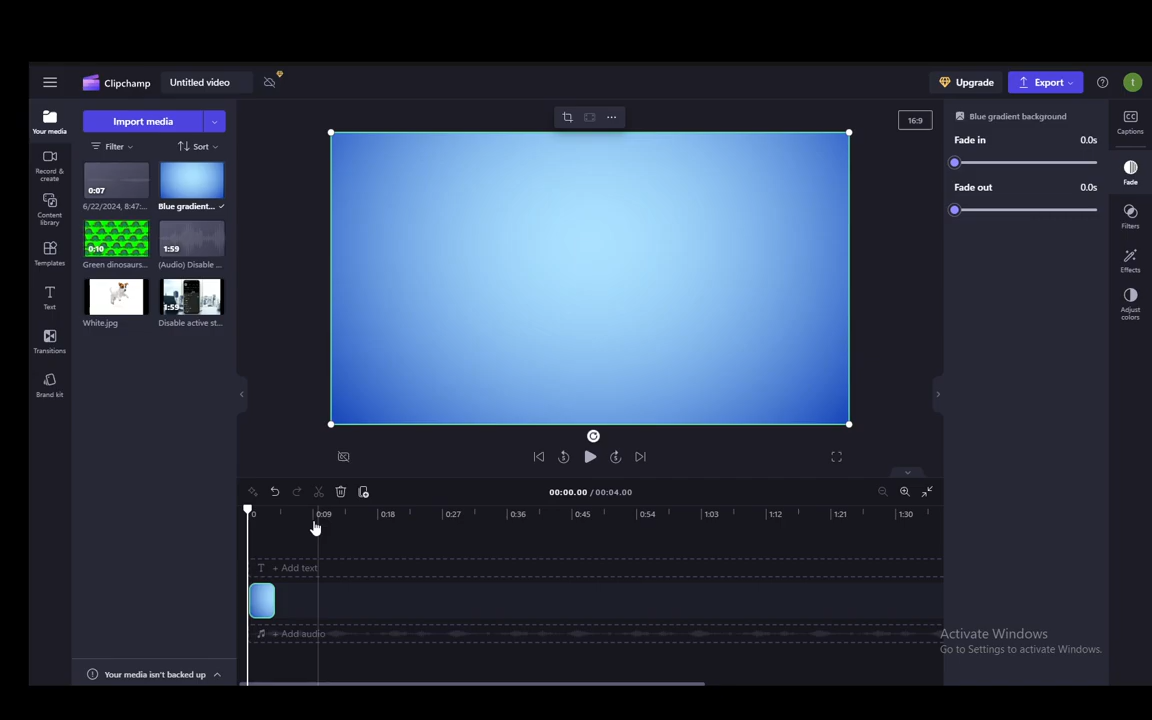 Clipchamp
Untitled video
Upgrade
Export
Your media
Record & create
Content library
Templates
Text
Transitions
Brand kit
Import media
Filter
Sort
0:07
6/22/2024, 8:47:...
Blue gradient...
0:10
Green dinosaurs...
1:59
(Audio) Disable ...
White.jpg
1:59
Disable active st...
Your media isn't backed up
16:9
5
5
00:00.00 / 00:04.00
0
0:09
0:18
0:27
0:36
0:45
0:54
1:03
1:12
1:21
1:30
T + Add text
+ Add audio
Blue gradient background
Fade in 0.0s
Fade out 0.0s
CC
Captions
Fade
Filters
Effects
Adjust colors
t
Activate Windows
Go to Settings to activate Windows.